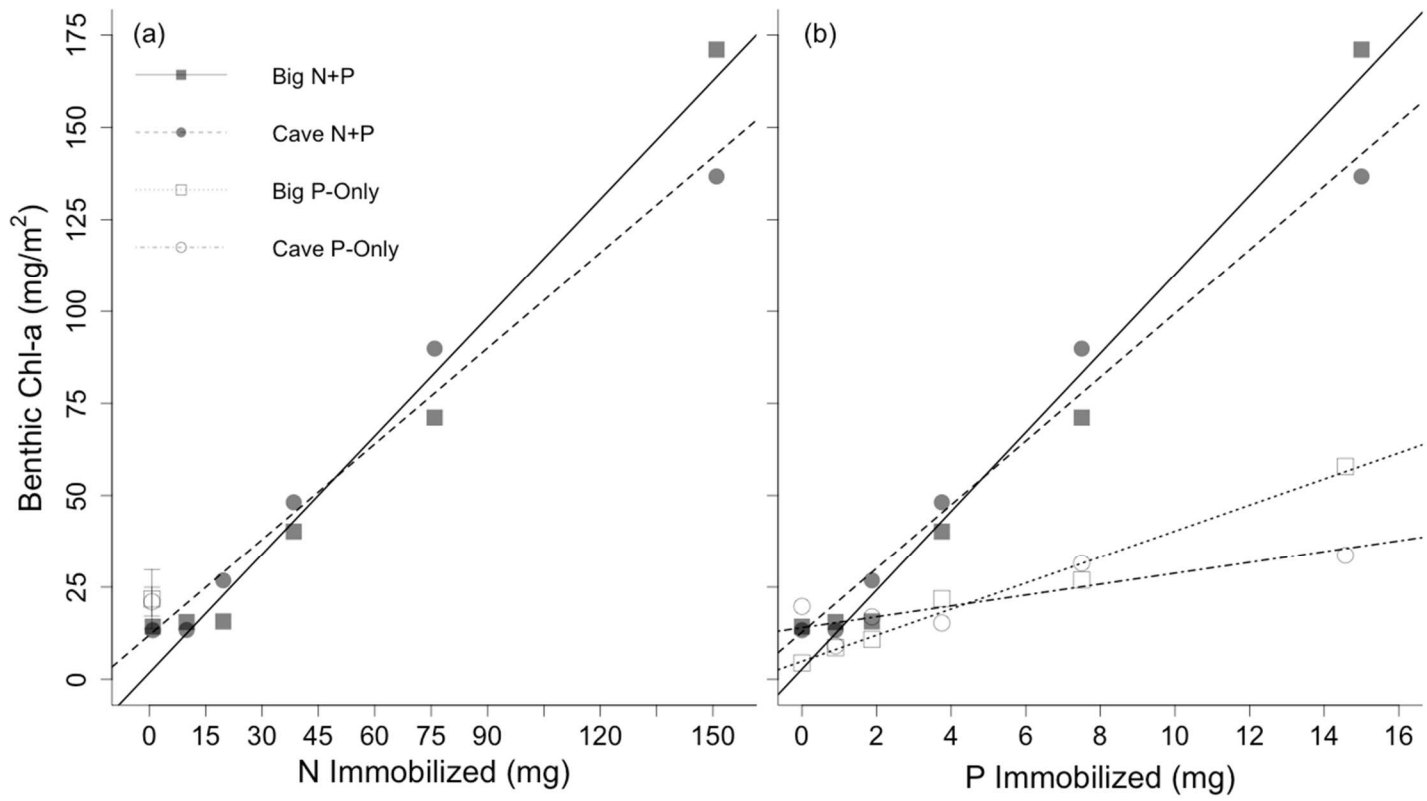 (a)
(b)
Big N+P
Cave N+P
Big P-Only
Cave P-Only
Benthic Chl-a (mg/m²)
175
150
125
100
75
50
25
0
0 15 30 45 60 75 90 120 150
N Immobilized (mg)
0 2 4 6 8 10 12 14 16
P Immobilized (mg)